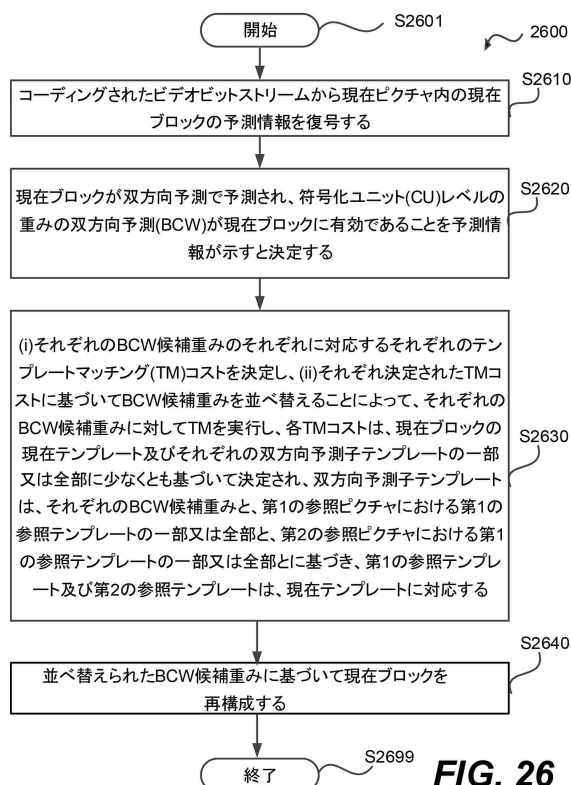 開始
S2601
2600
S2610
コーディングされたビデオビットストリームから現在ピクチャ内の現在
ブロックの予測情報を復号する
S2620
現在ブロックが双方向予測で予測され、符号化ユニット(CU)レベルの
重みの双方向予測(BCW)が現在ブロックに有効であることを予測情
報が示すと決定する
(i)それぞれのBCW候補重みのそれぞれに対応するそれぞれのテン
プレートマッチング(TM)コストを決定し、(ii)それぞれ決定されたTMコ
ストに基づいてBCW候補重みを並べ替えることによって、それぞれの
BCW候補重みに対してTMを実行し、各TMコストは、現在ブロックの
現在テンプレート及びそれぞれの双方向予測子テンプレートの一部
又は全部に少なくとも基づいて決定され、双方向予測子テンプレート
は、それぞれのBCW候補重みと、第1の参照ピクチャにおける第1の
参照テンプレートの一部又は全部と、第2の参照ピクチャにおける第1
の参照テンプレートの一部又は全部とに基づき、第1の参照テンプレ
ート及び第2の参照テンプレートは、現在テンプレートに対応する
S2630
S2640
並べ替えられたBCW候補重みに基づいて現在ブロックを
再構成する
終了
S2699
FIG. 26